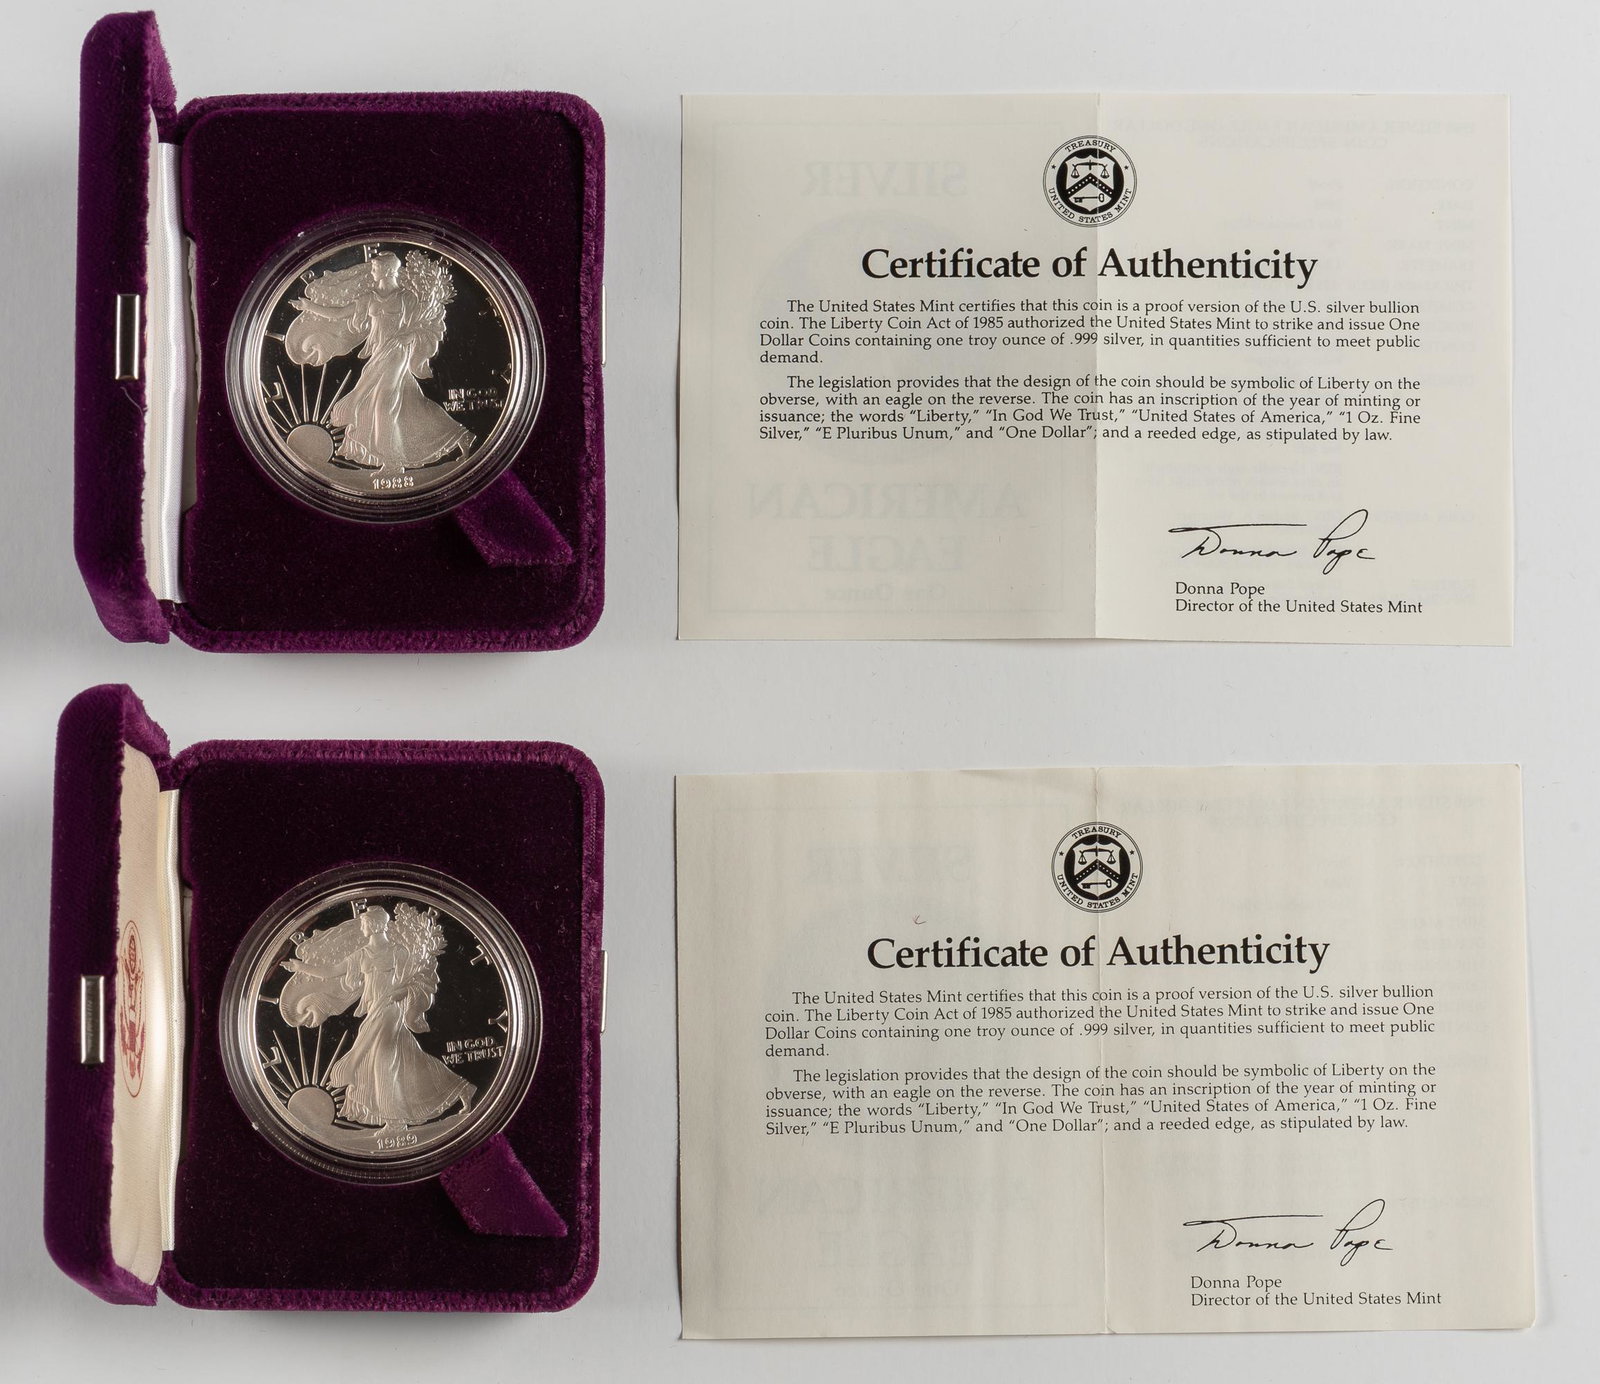 LIBERTY
IN GOD
WE TRUST
1988
TREASURY
UNITED STATES MINT
Certificate of Authenticity
The United States Mint certifies that this coin is a proof version of the U.S. silver bullion
coin. The Liberty Coin Act of 1985 authorized the United States Mint to strike and issue One
Dollar Coins containing one troy ounce of .999 silver, in quantities sufficient to meet public
demand.
The legislation provides that the design of the coin should be symbolic of Liberty on the
obverse, with an eagle on the reverse. The coin has an inscription of the year of minting or
issuance; the words “Liberty,” “In God We Trust,” “United States of America,” “1 Oz. Fine
Silver,” “E Pluribus Unum,” and “One Dollar”; and a reeded edge, as stipulated by law.
Donna Pope
Donna Pope
Director of the United States Mint
SILVER
AMERICAN
EAGLE
One Ounce
LIBERTY
IN GOD
WE TRUST
1989
TREASURY
UNITED STATES MINT
Certificate of Authenticity
The United States Mint certifies that this coin is a proof version of the U.S. silver bullion
coin. The Liberty Coin Act of 1985 authorized the United States Mint to strike and issue One
Dollar Coins containing one troy ounce of .999 silver, in quantities sufficient to meet public
demand.
The legislation provides that the design of the coin should be symbolic of Liberty on the
obverse, with an eagle on the reverse. The coin has an inscription of the year of minting or
issuance; the words “Liberty,” “In God We Trust,” “United States of America,” “1 Oz. Fine
Silver,” “E Pluribus Unum,” and “One Dollar”; and a reeded edge, as stipulated by law.
Donna Pope
Donna Pope
Director of the United States Mint